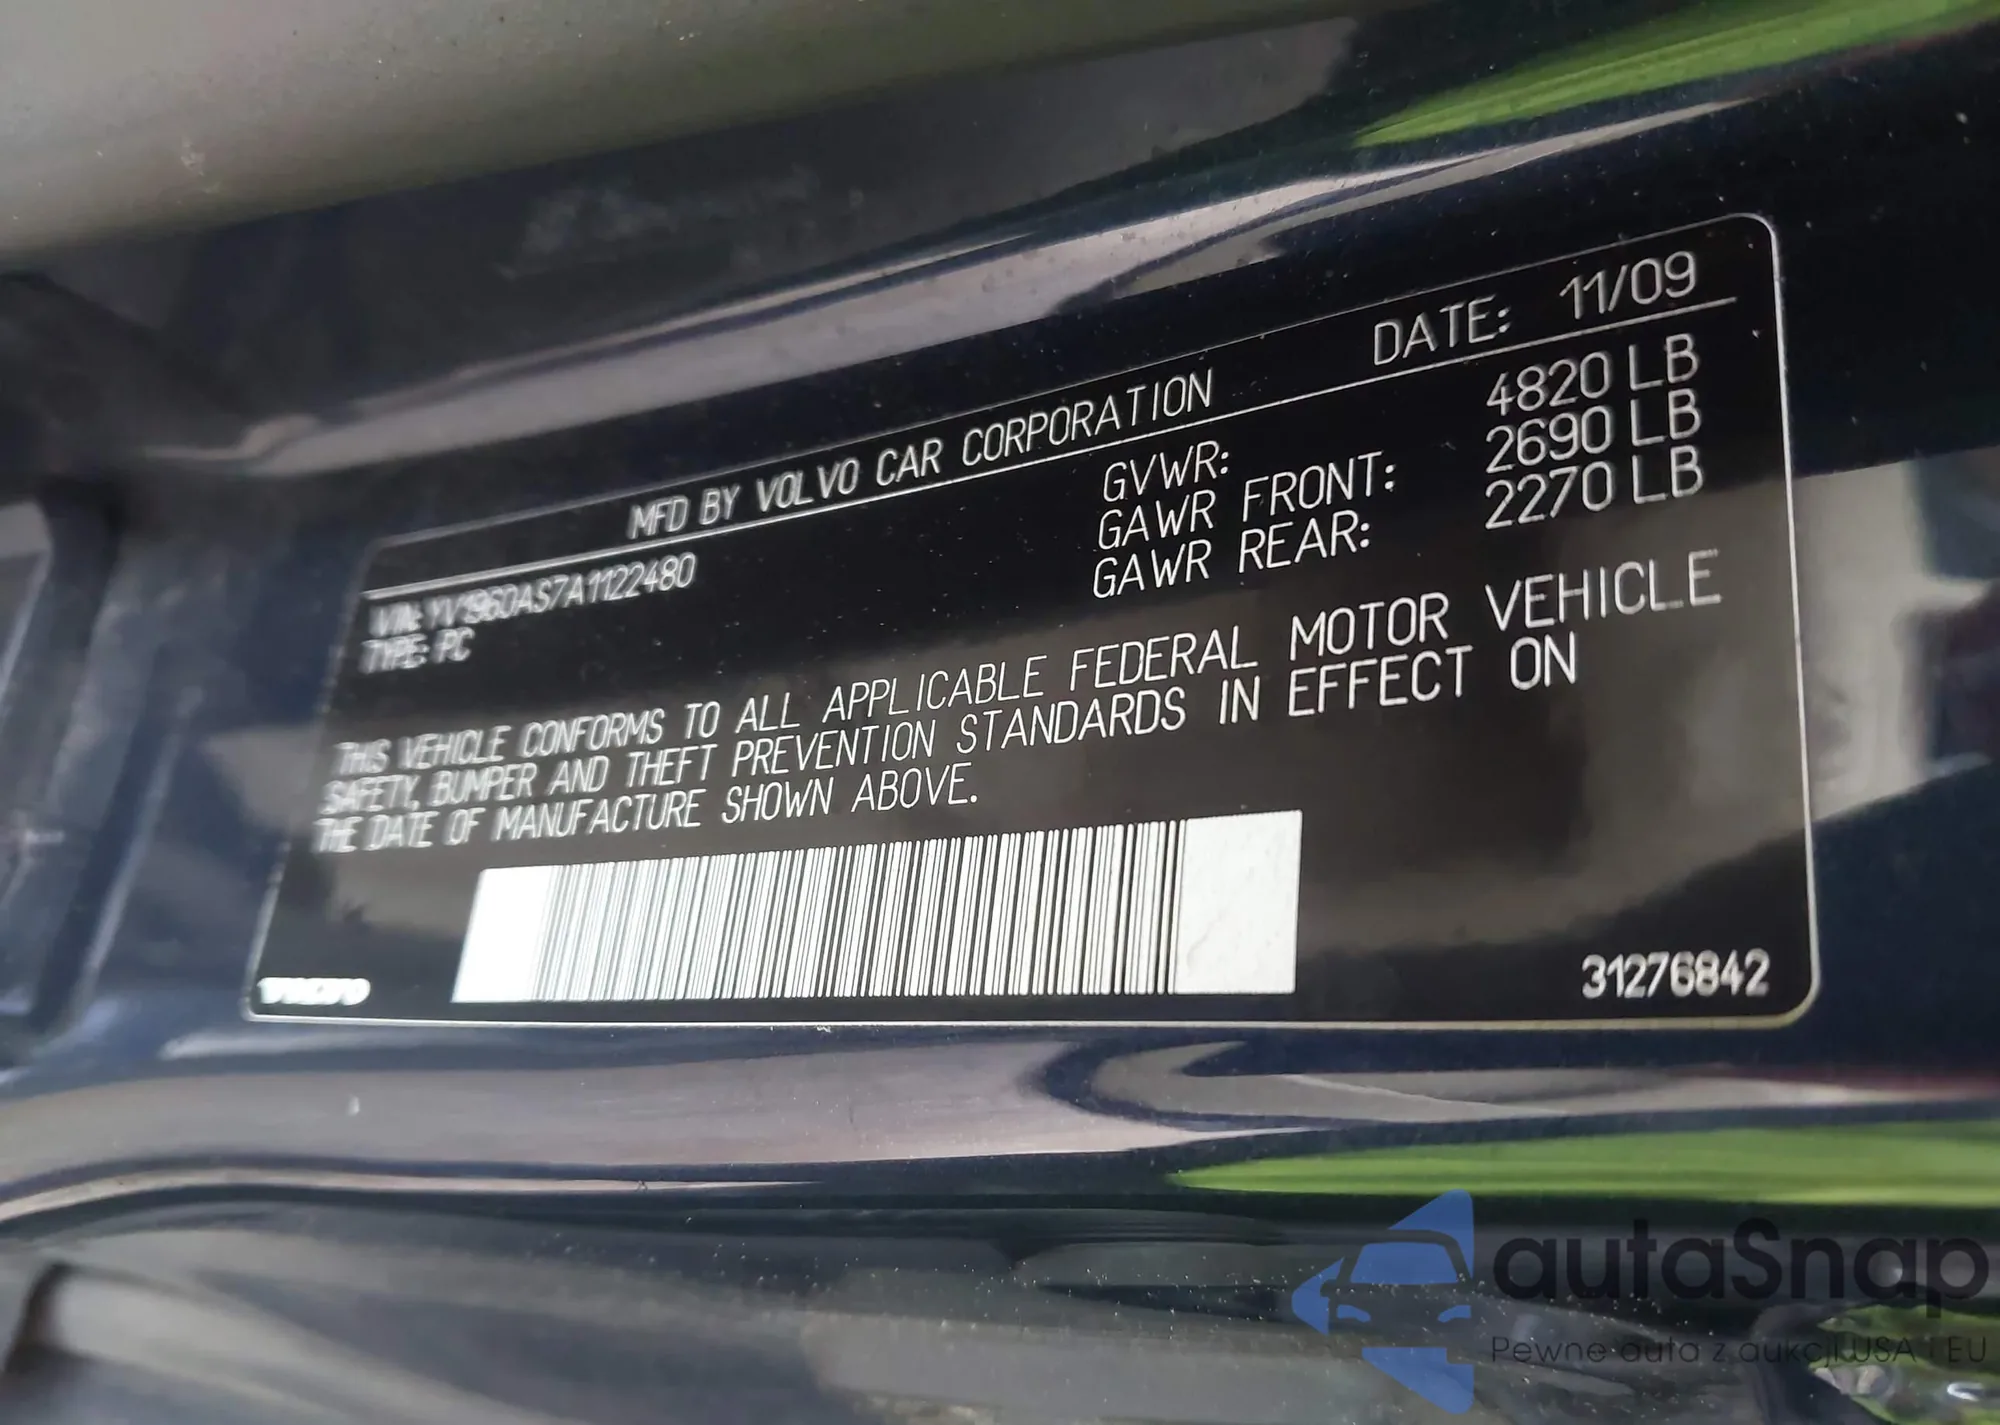 MFD BY VOLVO CAR CORPORATION DATE: 11/09
VIN: YV1960AS7A1122480 GVWR: 4820 LB
TYPE: PC GAWR FRONT: 2690 LB
GAWR REAR: 2270 LB
THIS VEHICLE CONFORMS TO ALL APPLICABLE FEDERAL MOTOR VEHICLE
SAFETY, BUMPER AND THEFT PREVENTION STANDARDS IN EFFECT ON
THE DATE OF MANUFACTURE SHOWN ABOVE.
VOLVO 31276842
autaSnap
Pewne auta z aukcji USA i EU